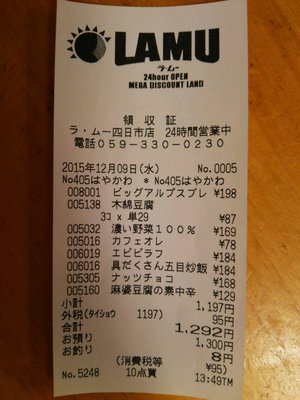 LAMU
ラ・ムー
24hour OPEN
MEGA DISCOUNT LAND
領収証
ラ・ムー四日市店 24時間営業中
電話059-330-0230
2015年12月09日(水) No.0005
No405はやかわ * No405はやかわ
008001 ビッグアルプスブレ ¥198
005138 木綿豆腐
3コ x 単29 ¥87
005032 濃い野菜100% ¥169
005016 カフェオレ ¥78
006019 エビピラフ ¥184
006016 具だくさん五目炒飯 ¥184
005305 ナッツチョコ ¥168
005160 麻婆豆腐の素中辛 ¥129
小計 1,197円
外税(タイショウ 1197) 95円
合計 1,292円
お預り 1,300円
お釣り 8円
(消費税等 ¥95)
No.5248 10点買 13:49TM